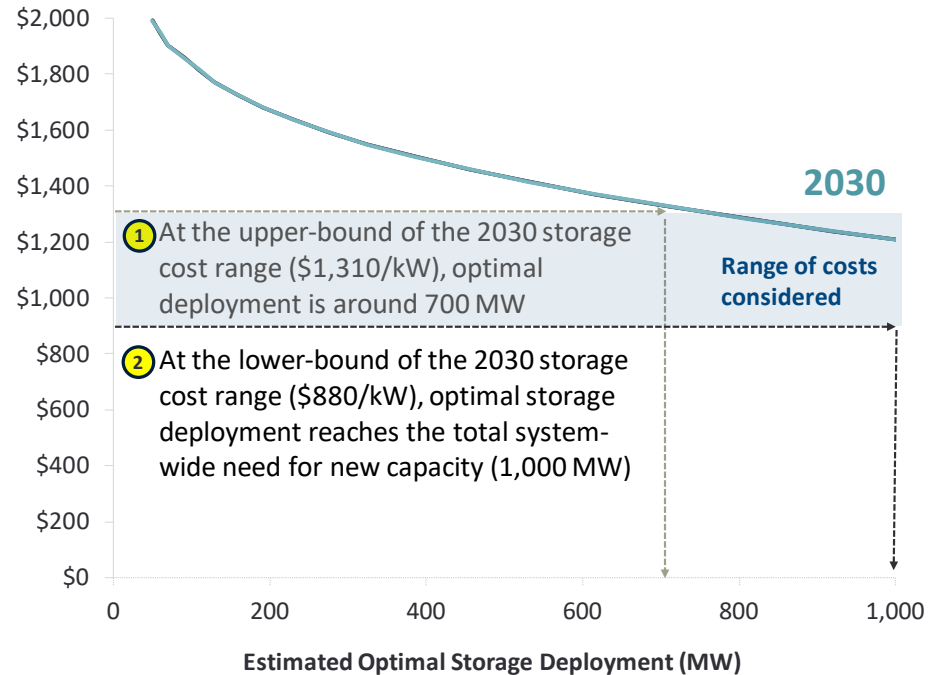 $2,000
$1,800
$1,600
$1,400
2030
$1,200
① At the upper-bound of the 2030 storage
cost range ($1,310/kW), optimal
deployment is around 700 MW
Range of costs
considered
$1,000
$800
② At the lower-bound of the 2030 storage
cost range ($880/kW), optimal storage
deployment reaches the total system-
wide need for new capacity (1,000 MW)
$600
$400
$200
$0
0 200 400 600 800 1,000
Estimated Optimal Storage Deployment (MW)